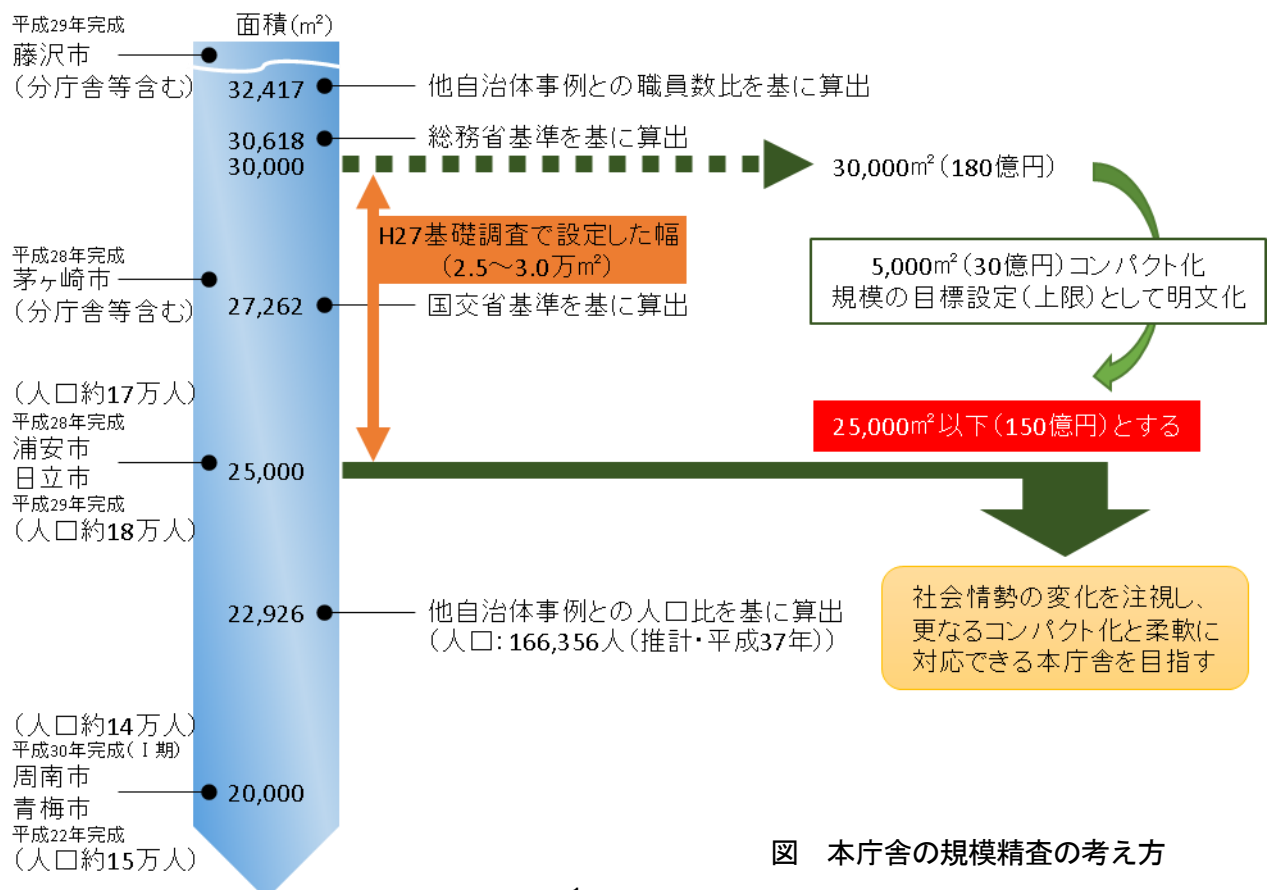 平成29年完成
藤沢市
(分庁舎等含む)
面積(m²)
32,417
他自治体事例との職員数比を基に算出
30,618
総務省基準を基に算出
30,000
30,000㎡(180億円)
H27基礎調査で設定した幅
(2.5～3.0万㎡)
5,000㎡(30億円)コンパクト化
規模の目標設定(上限)として明文化
平成28年完成
茅ヶ崎市
(分庁舎等含む)
27,262
国交省基準を基に算出
(人口約17万人)
平成28年完成
浦安市
日立市
平成29年完成
(人口約18万人)
25,000
25,000㎡以下(150億円)とする
22,926
他自治体事例との人口比を基に算出
(人口：166,356人(推計・平成37年))
社会情勢の変化を注視し、
更なるコンパクト化と柔軟に
対応できる本庁舎を目指す
(人口約14万人)
平成30年完成(Ⅰ期)
周南市
青梅市
平成22年完成
(人口約15万人)
20,000
図　本庁舎の規模精査の考え方